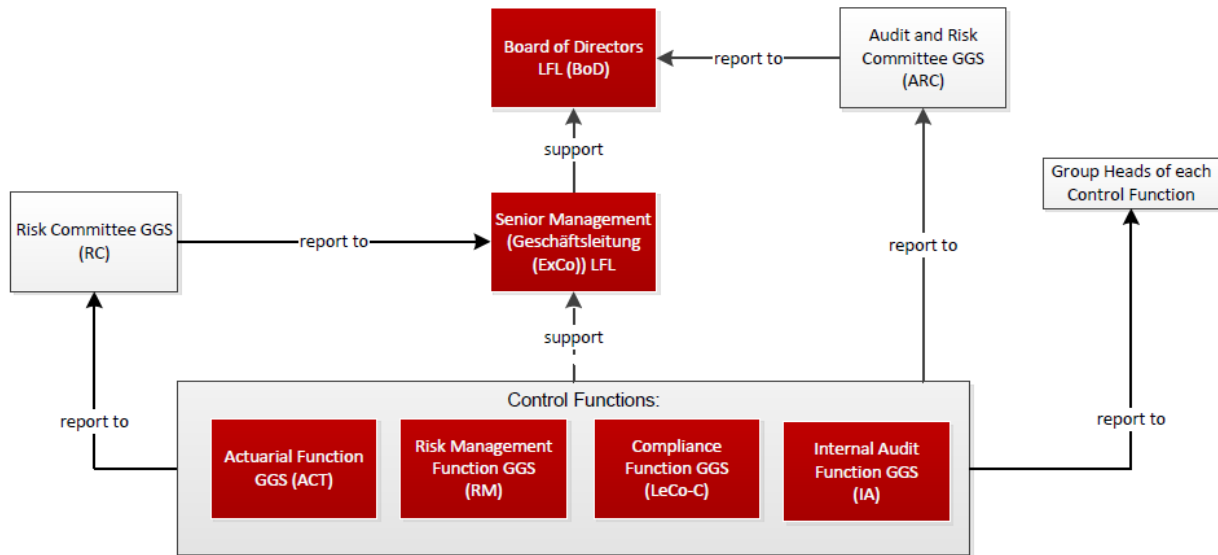 Board of Directors
LFL (BoD)
report to
Audit and Risk
Committee GGS
(ARC)
support
Group Heads of each
Control Function
Risk Committee GGS
(RC)
report to
Senior Management
(Geschäftsleitung
(ExCo)) LFL
report to
support
report to
report to
Control Functions:
Actuarial Function
GGS (ACT)
Risk Management
Function GGS
(RM)
Compliance
Function GGS
(LeCo-C)
Internal Audit
Function GGS
(IA)